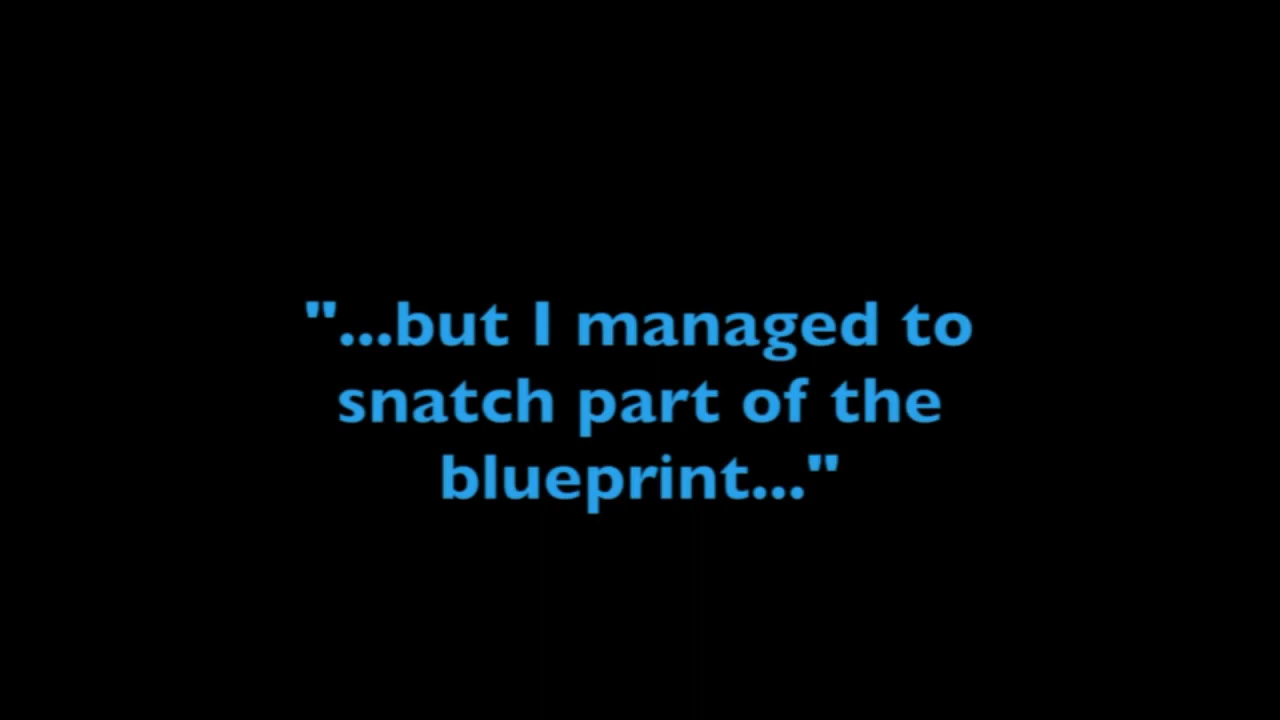 "...but I managed to
snatch part of the
blueprint..."